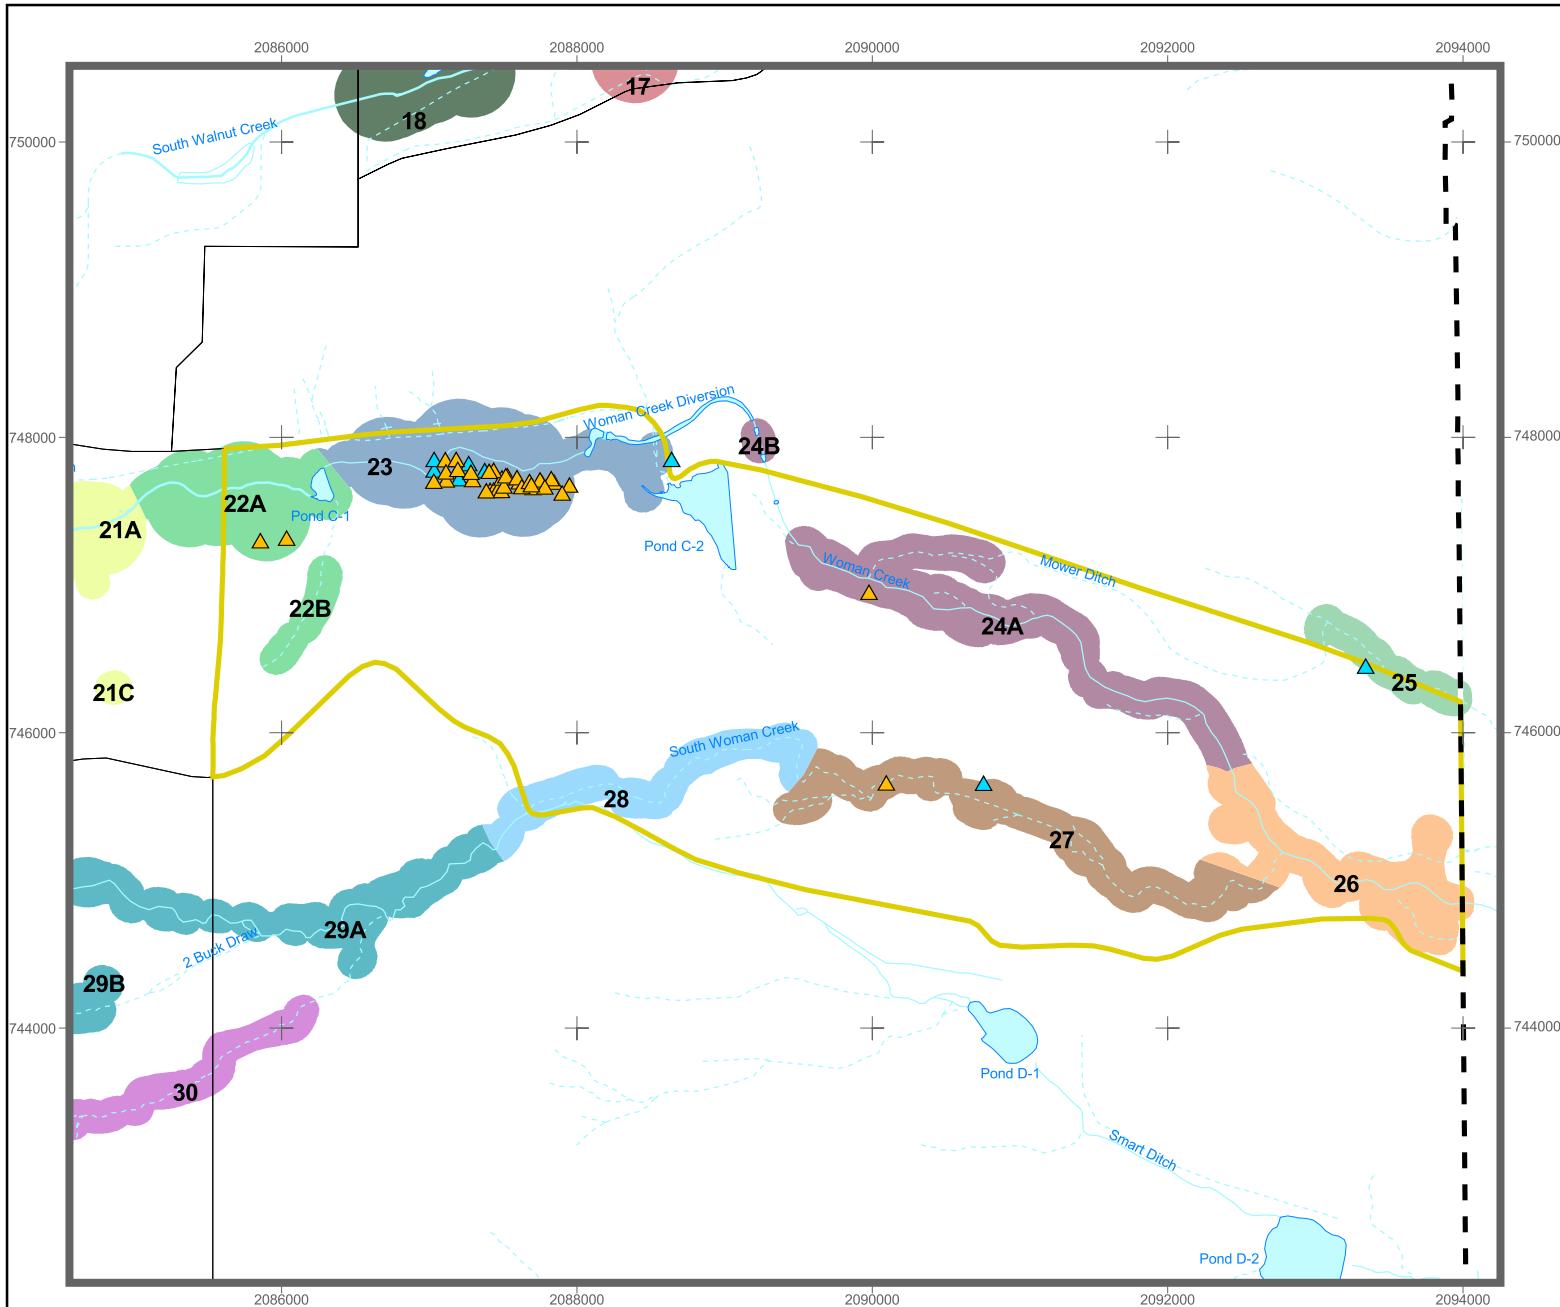 2086000 2088000 2090000 2092000 2094000
17
18
South Walnut Creek
750000 750000
Woman Creek Diversion
748000 748000
24B
23
22A
21A
Pond C-1
Pond C-2
Woman Creek
Mower Ditch
22B
24A
21C
25
746000 746000
South Woman Creek
28
27
26
29A
2 Buck Draw
29B
744000 744000
30
Pond D-1
Smart Ditch
Pond D-2
2086000 2088000 2090000 2092000 2094000